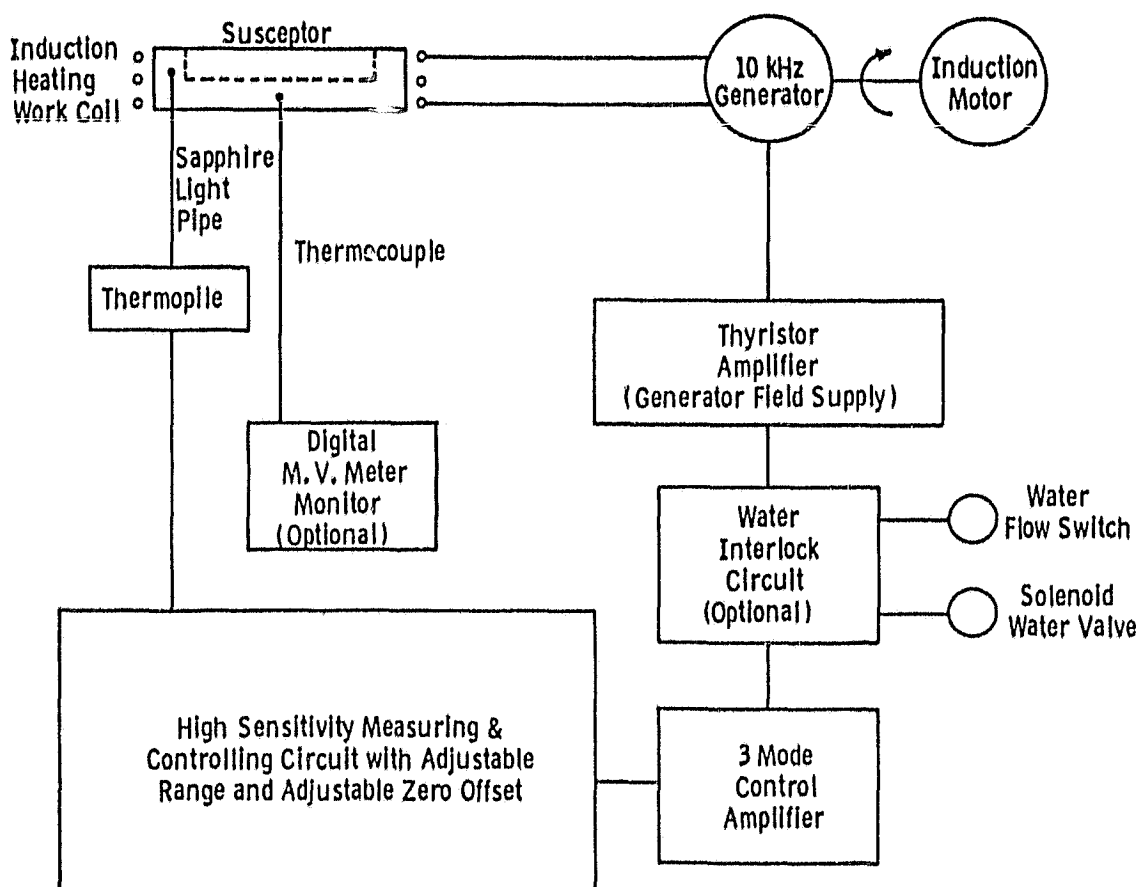 Susceptor
Induction
Heating
Work Coil
10 kHz
Generator
Induction
Motor
Sapphire
Light
Pipe
Thermocouple
Thermopile
Thyristor
Amplifier
(Generator Field Supply)
Digital
M. V. Meter
Monitor
(Optional)
Water
Interlock
Circuit
(Optional)
Water
Flow Switch
Solenoid
Water Valve
High Sensitivity Measuring &
Controlling Circuit with Adjustable
Range and Adjustable Zero Offset
3 Mode
Control
Amplifier